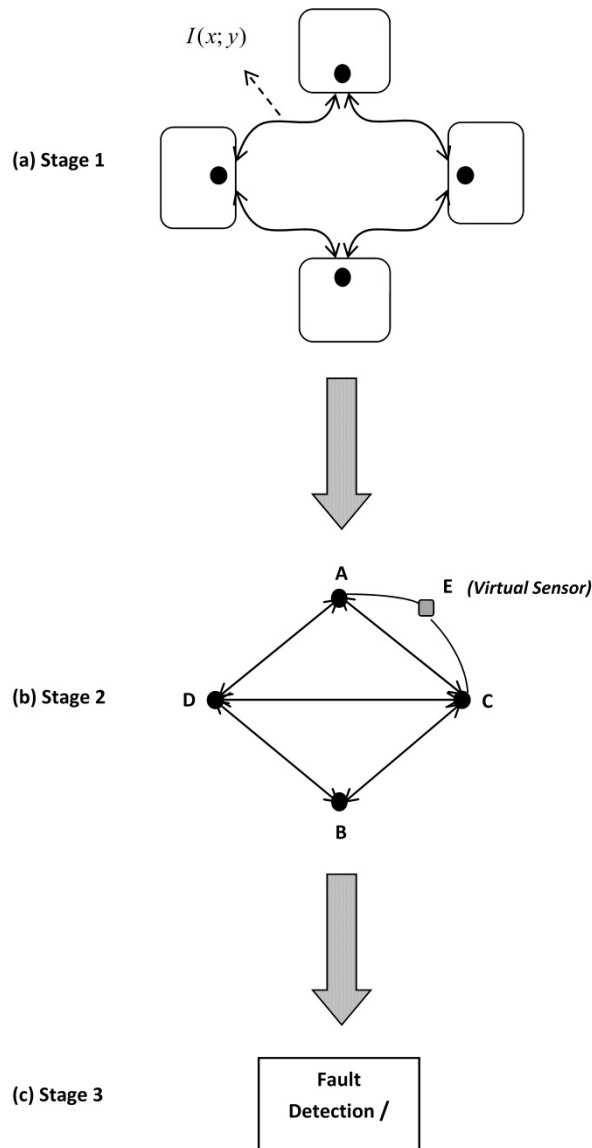 I(x; y)
(a) Stage 1
A
E (Virtual Sensor)
(b) Stage 2
D
C
B
(c) Stage 3
Fault
Detection /